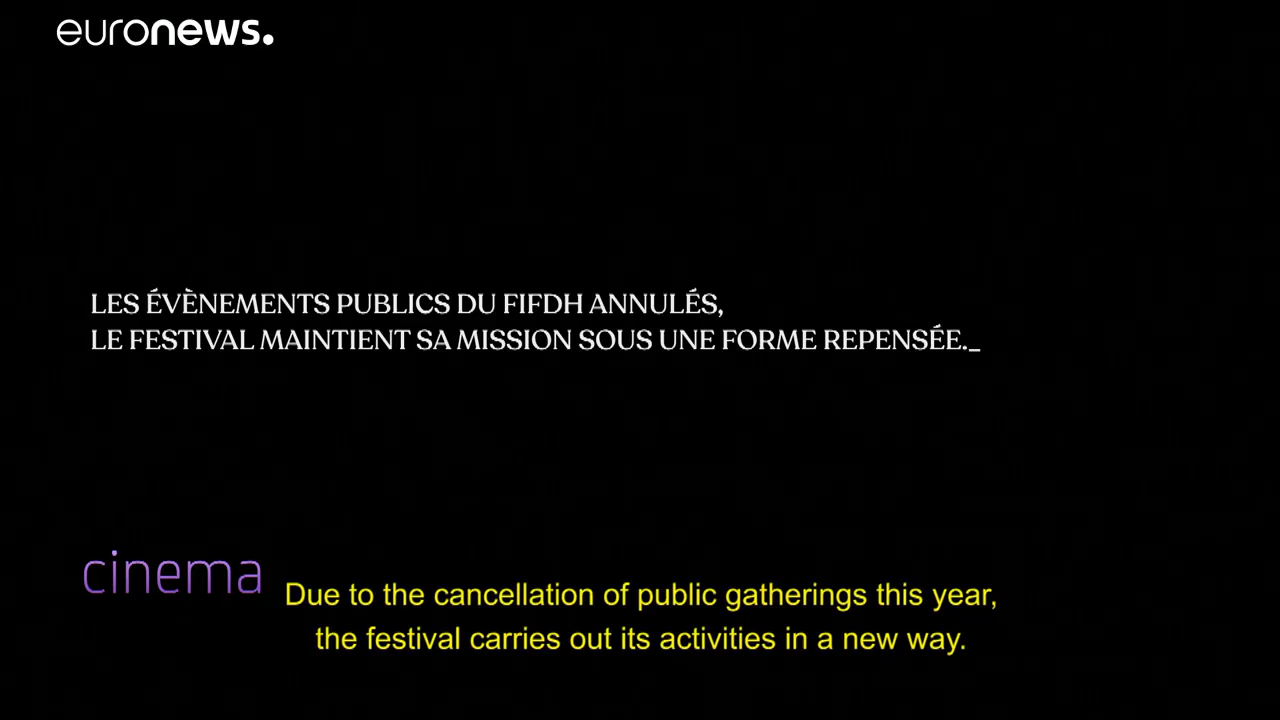 euronews.
LES ÉVÈNEMENTS PUBLICS DU FIFDH ANNULÉS,
LE FESTIVAL MAINTIENT SA MISSION SOUS UNE FORME REPENSÉE._
cinema
Due to the cancellation of public gatherings this year,
the festival carries out its activities in a new way.